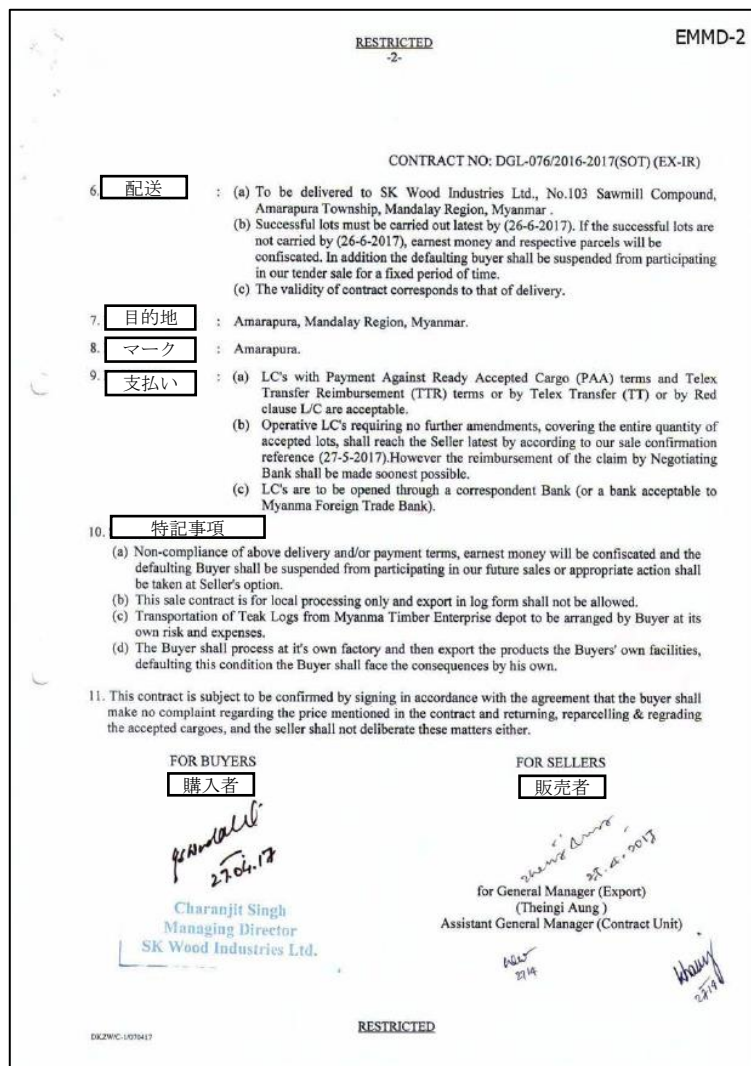 EMMD-2
RESTRICTED
-2-
CONTRACT NO: DGL-076/2016-2017(SOT) (EX-IR)
6. 配送 : (a) To be delivered to SK Wood Industries Ltd., No.103 Sawmill Compound,
Amarapura Township, Mandalay Region, Myanmar .
(b) Successful lots must be carried out latest by (26-6-2017). If the successful lots are
not carried by (26-6-2017), earnest money and respective parcels will be
confiscated. In addition the defaulting buyer shall be suspended from participating
in our tender sale for a fixed period of time.
(c) The validity of contract corresponds to that of delivery.
7. 目的地 : Amarapura, Mandalay Region, Myanmar.
8. マーク : Amarapura.
9. 支払い : (a) LC's with Payment Against Ready Accepted Cargo (PAA) terms and Telex
Transfer Reimbursement (TTR) terms or by Telex Transfer (TT) or by Red
clause L/C are acceptable.
(b) Operative LC's requiring no further amendments, covering the entire quantity of
accepted lots, shall reach the Seller latest by according to our sale confirmation
reference (27-5-2017).However the reimbursement of the claim by Negotiating
Bank shall be made soonest possible.
(c) LC's are to be opened through a correspondent Bank (or a bank acceptable to
Myanma Foreign Trade Bank).
10. 特記事項
(a) Non-compliance of above delivery and/or payment terms, earnest money will be confiscated and the
defaulting Buyer shall be suspended from participating in our future sales or appropriate action shall
be taken at Seller's option.
(b) This sale contract is for local processing only and export in log form shall not be allowed.
(c) Transportation of Teak Logs from Myanma Timber Enterprise depot to be arranged by Buyer at its
own risk and expenses.
(d) The Buyer shall process at it's own factory and then export the products the Buyers' own facilities,
defaulting this condition the Buyer shall face the consequences by his own.
11. This contract is subject to be confirmed by signing in accordance with the agreement that the buyer shall
make no complaint regarding the price mentioned in the contract and returning, reparcelling & regrading
the accepted cargoes, and the seller shall not deliberate these matters either.
FOR BUYERS
購入者
27.04.17
Charanjit Singh
Managing Director
SK Wood Industries Ltd.
FOR SELLERS
販売者
27.4.2017
for General Manager (Export)
(Theingi Aung )
Assistant General Manager (Contract Unit)
27/4
27/4
DKZW/C-1/070417
RESTRICTED